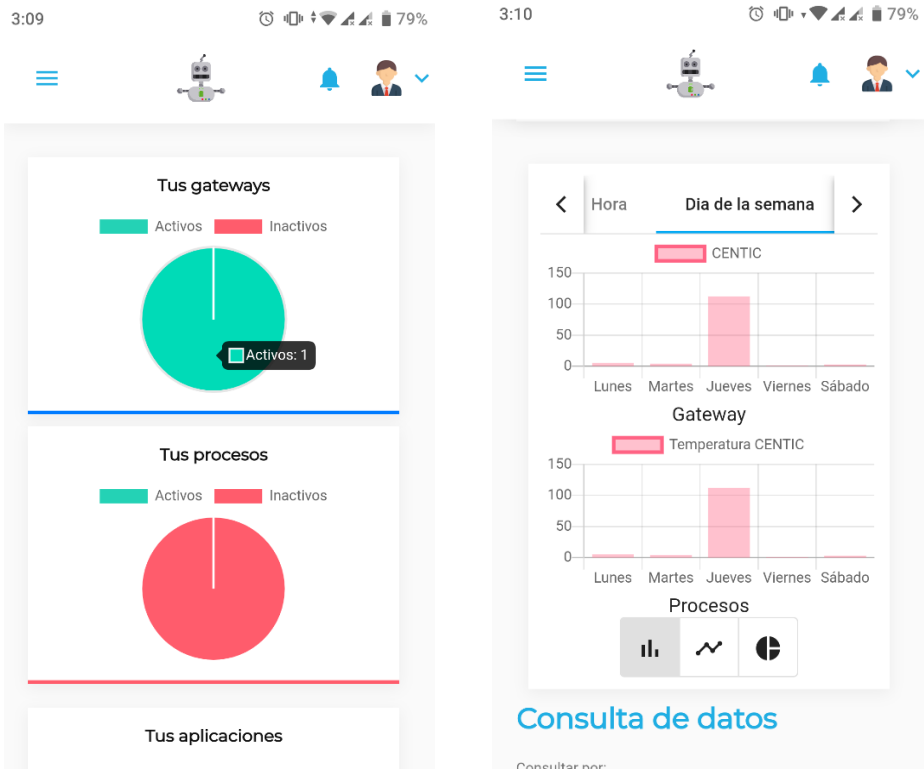 3:09
79%
Tus gateways
Activos Inactivos
Activos: 1
Tus procesos
Activos Inactivos
Tus aplicaciones
3:10
79%
Hora Dia de la semana
CENTIC
150
100
50
0
Lunes Martes Jueves Viernes Sábado
Gateway
Temperatura CENTIC
150
100
50
0
Lunes Martes Jueves Viernes Sábado
Procesos
Consulta de datos
Consultar por: